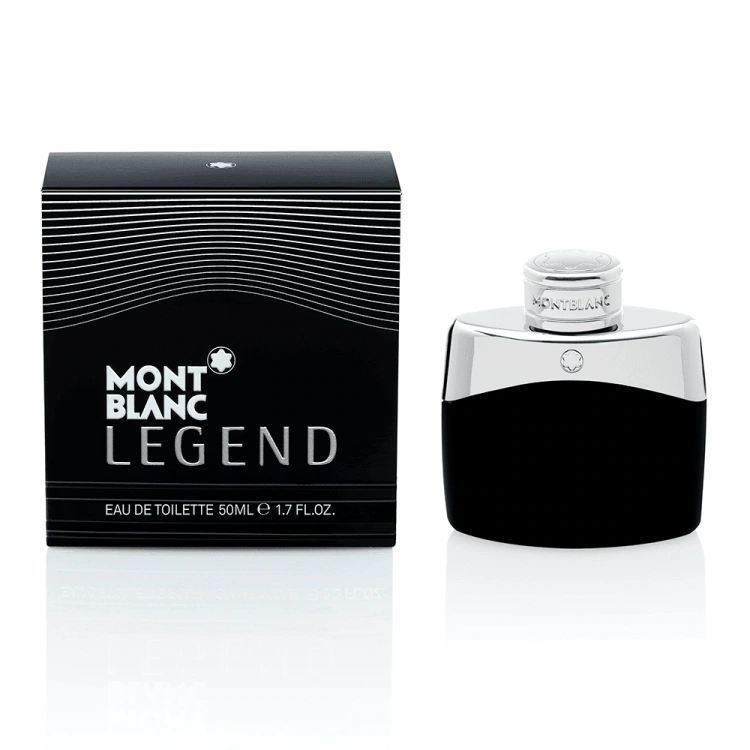 MONT
BLANC
LEGEND
EAU DE TOILETTE 50ML ℮ 1.7 FL.OZ.
MONTBLANC